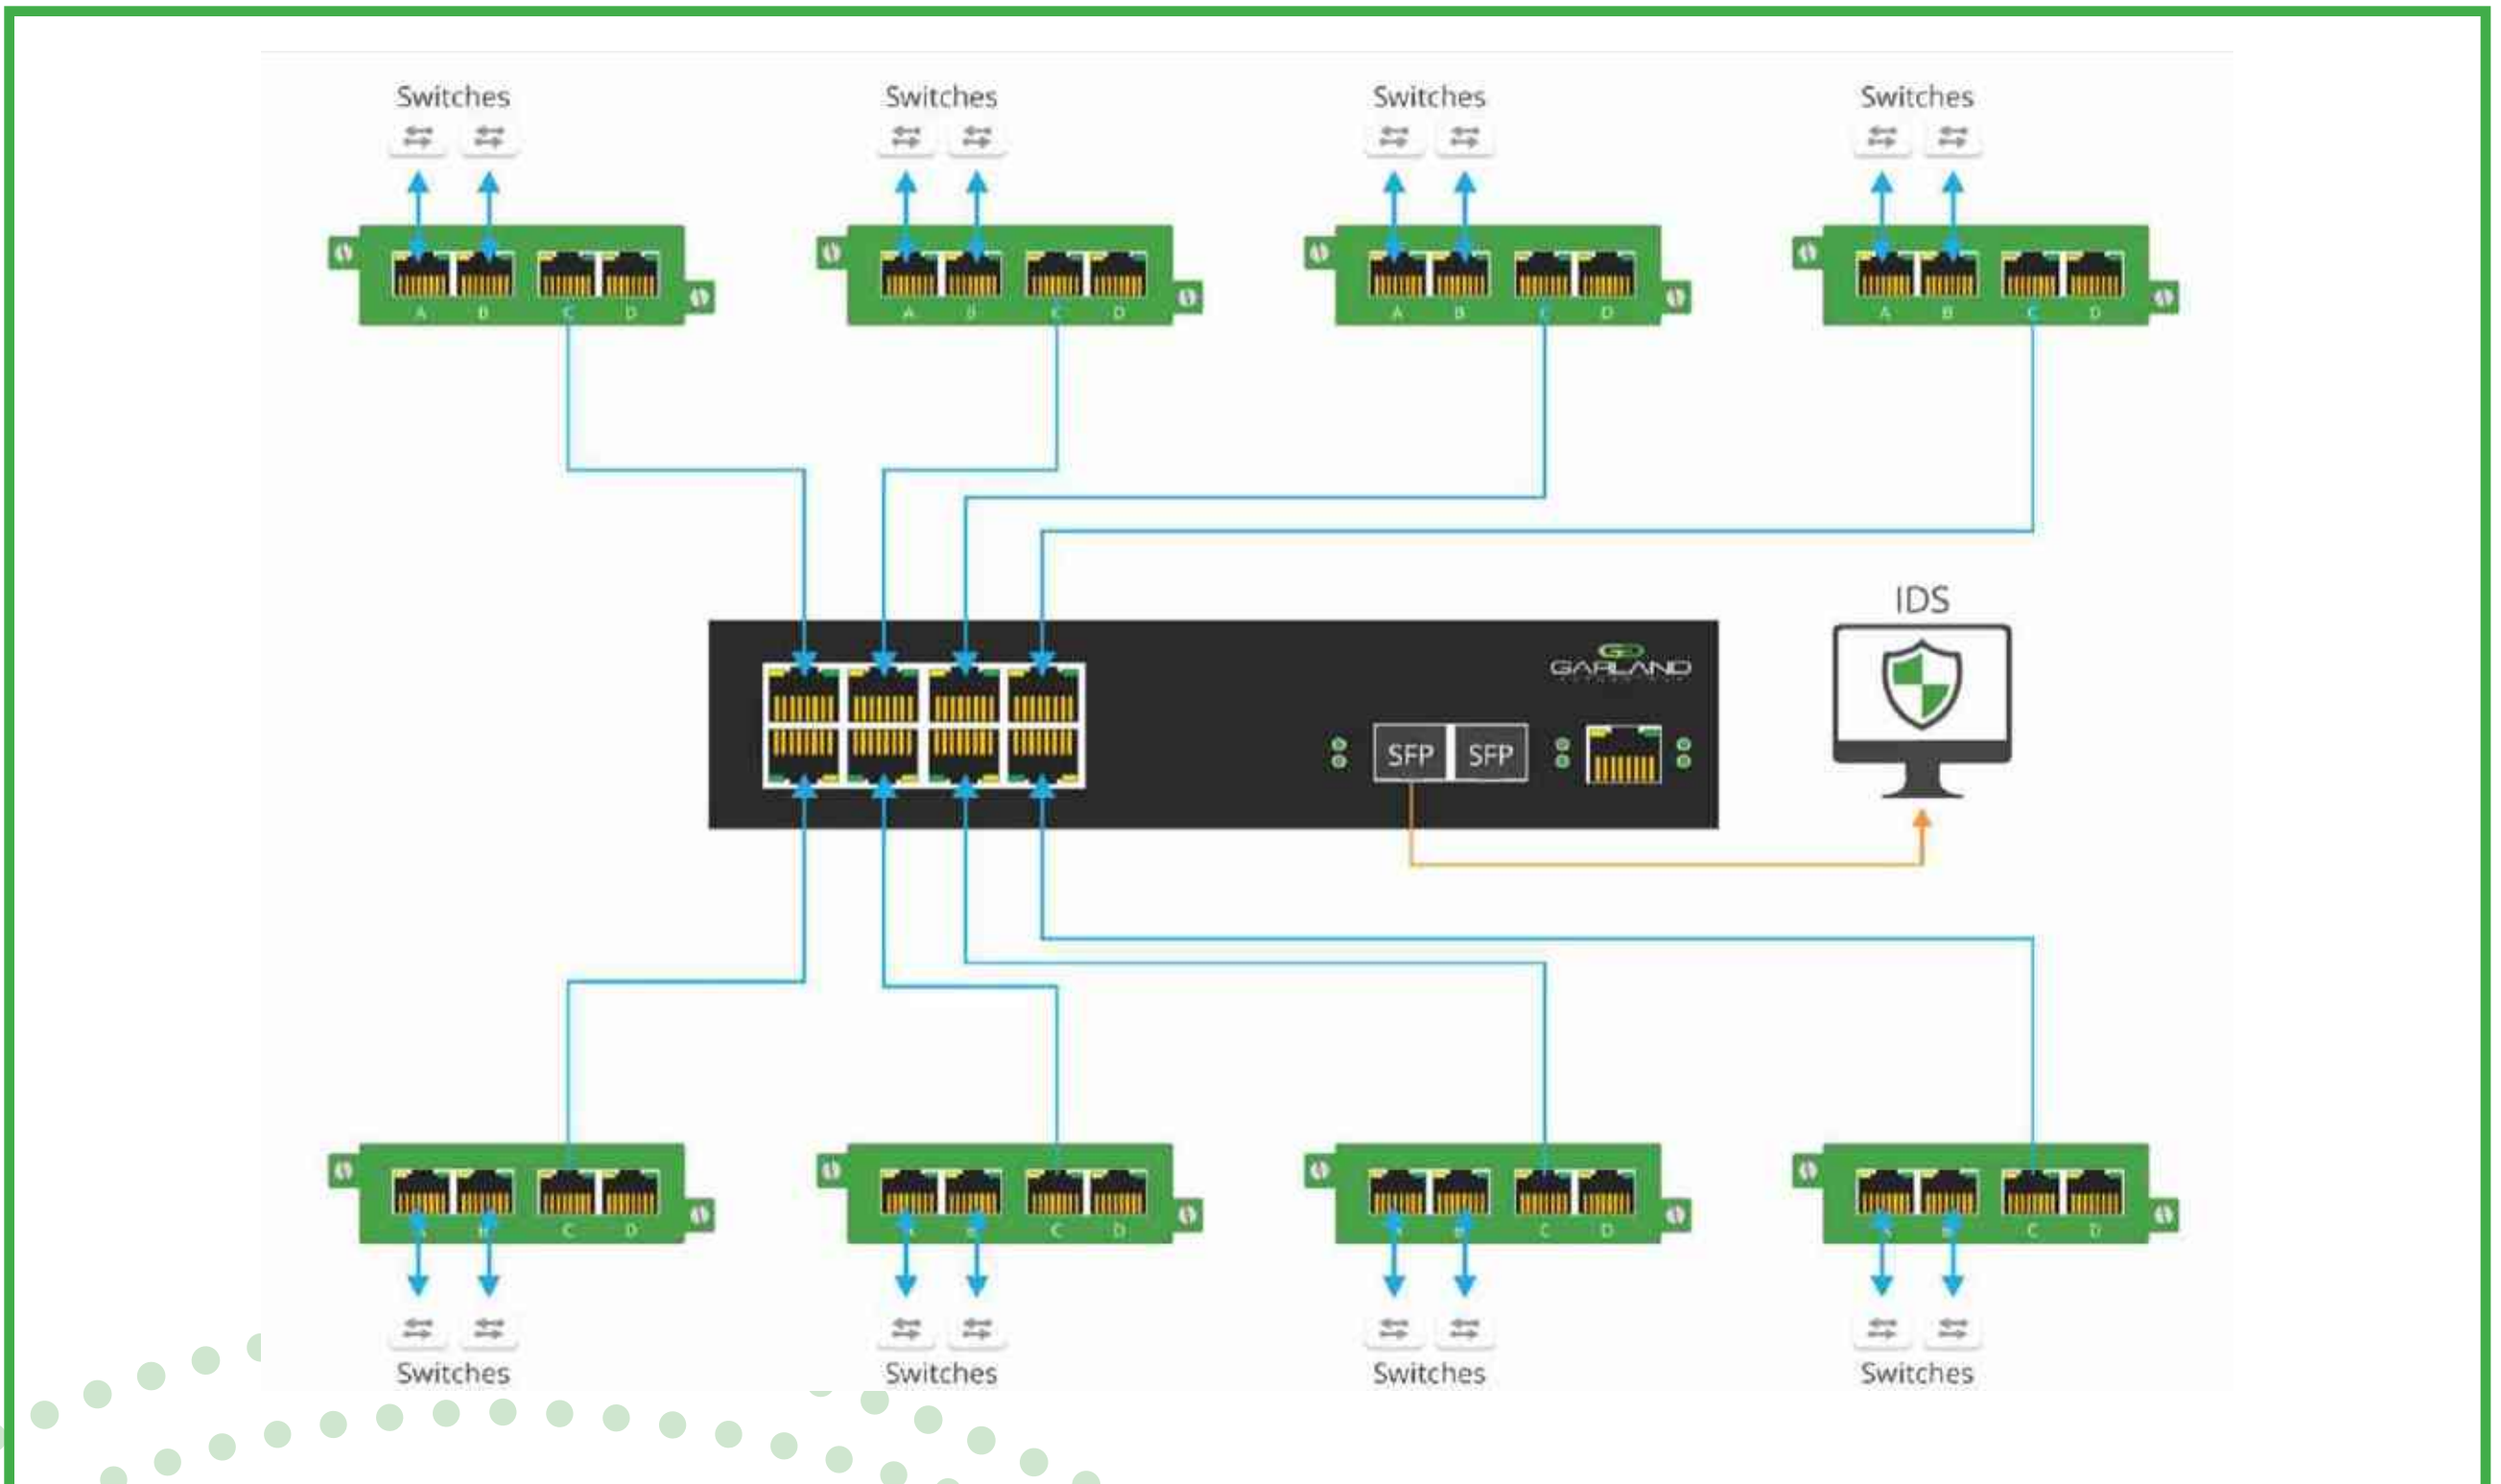 Switches Switches Switches Switches
A B C D A B C D A B C D A B C D
IDS
GARLAND
SFP SFP
C D C D C D C D
Switches Switches Switches Switches